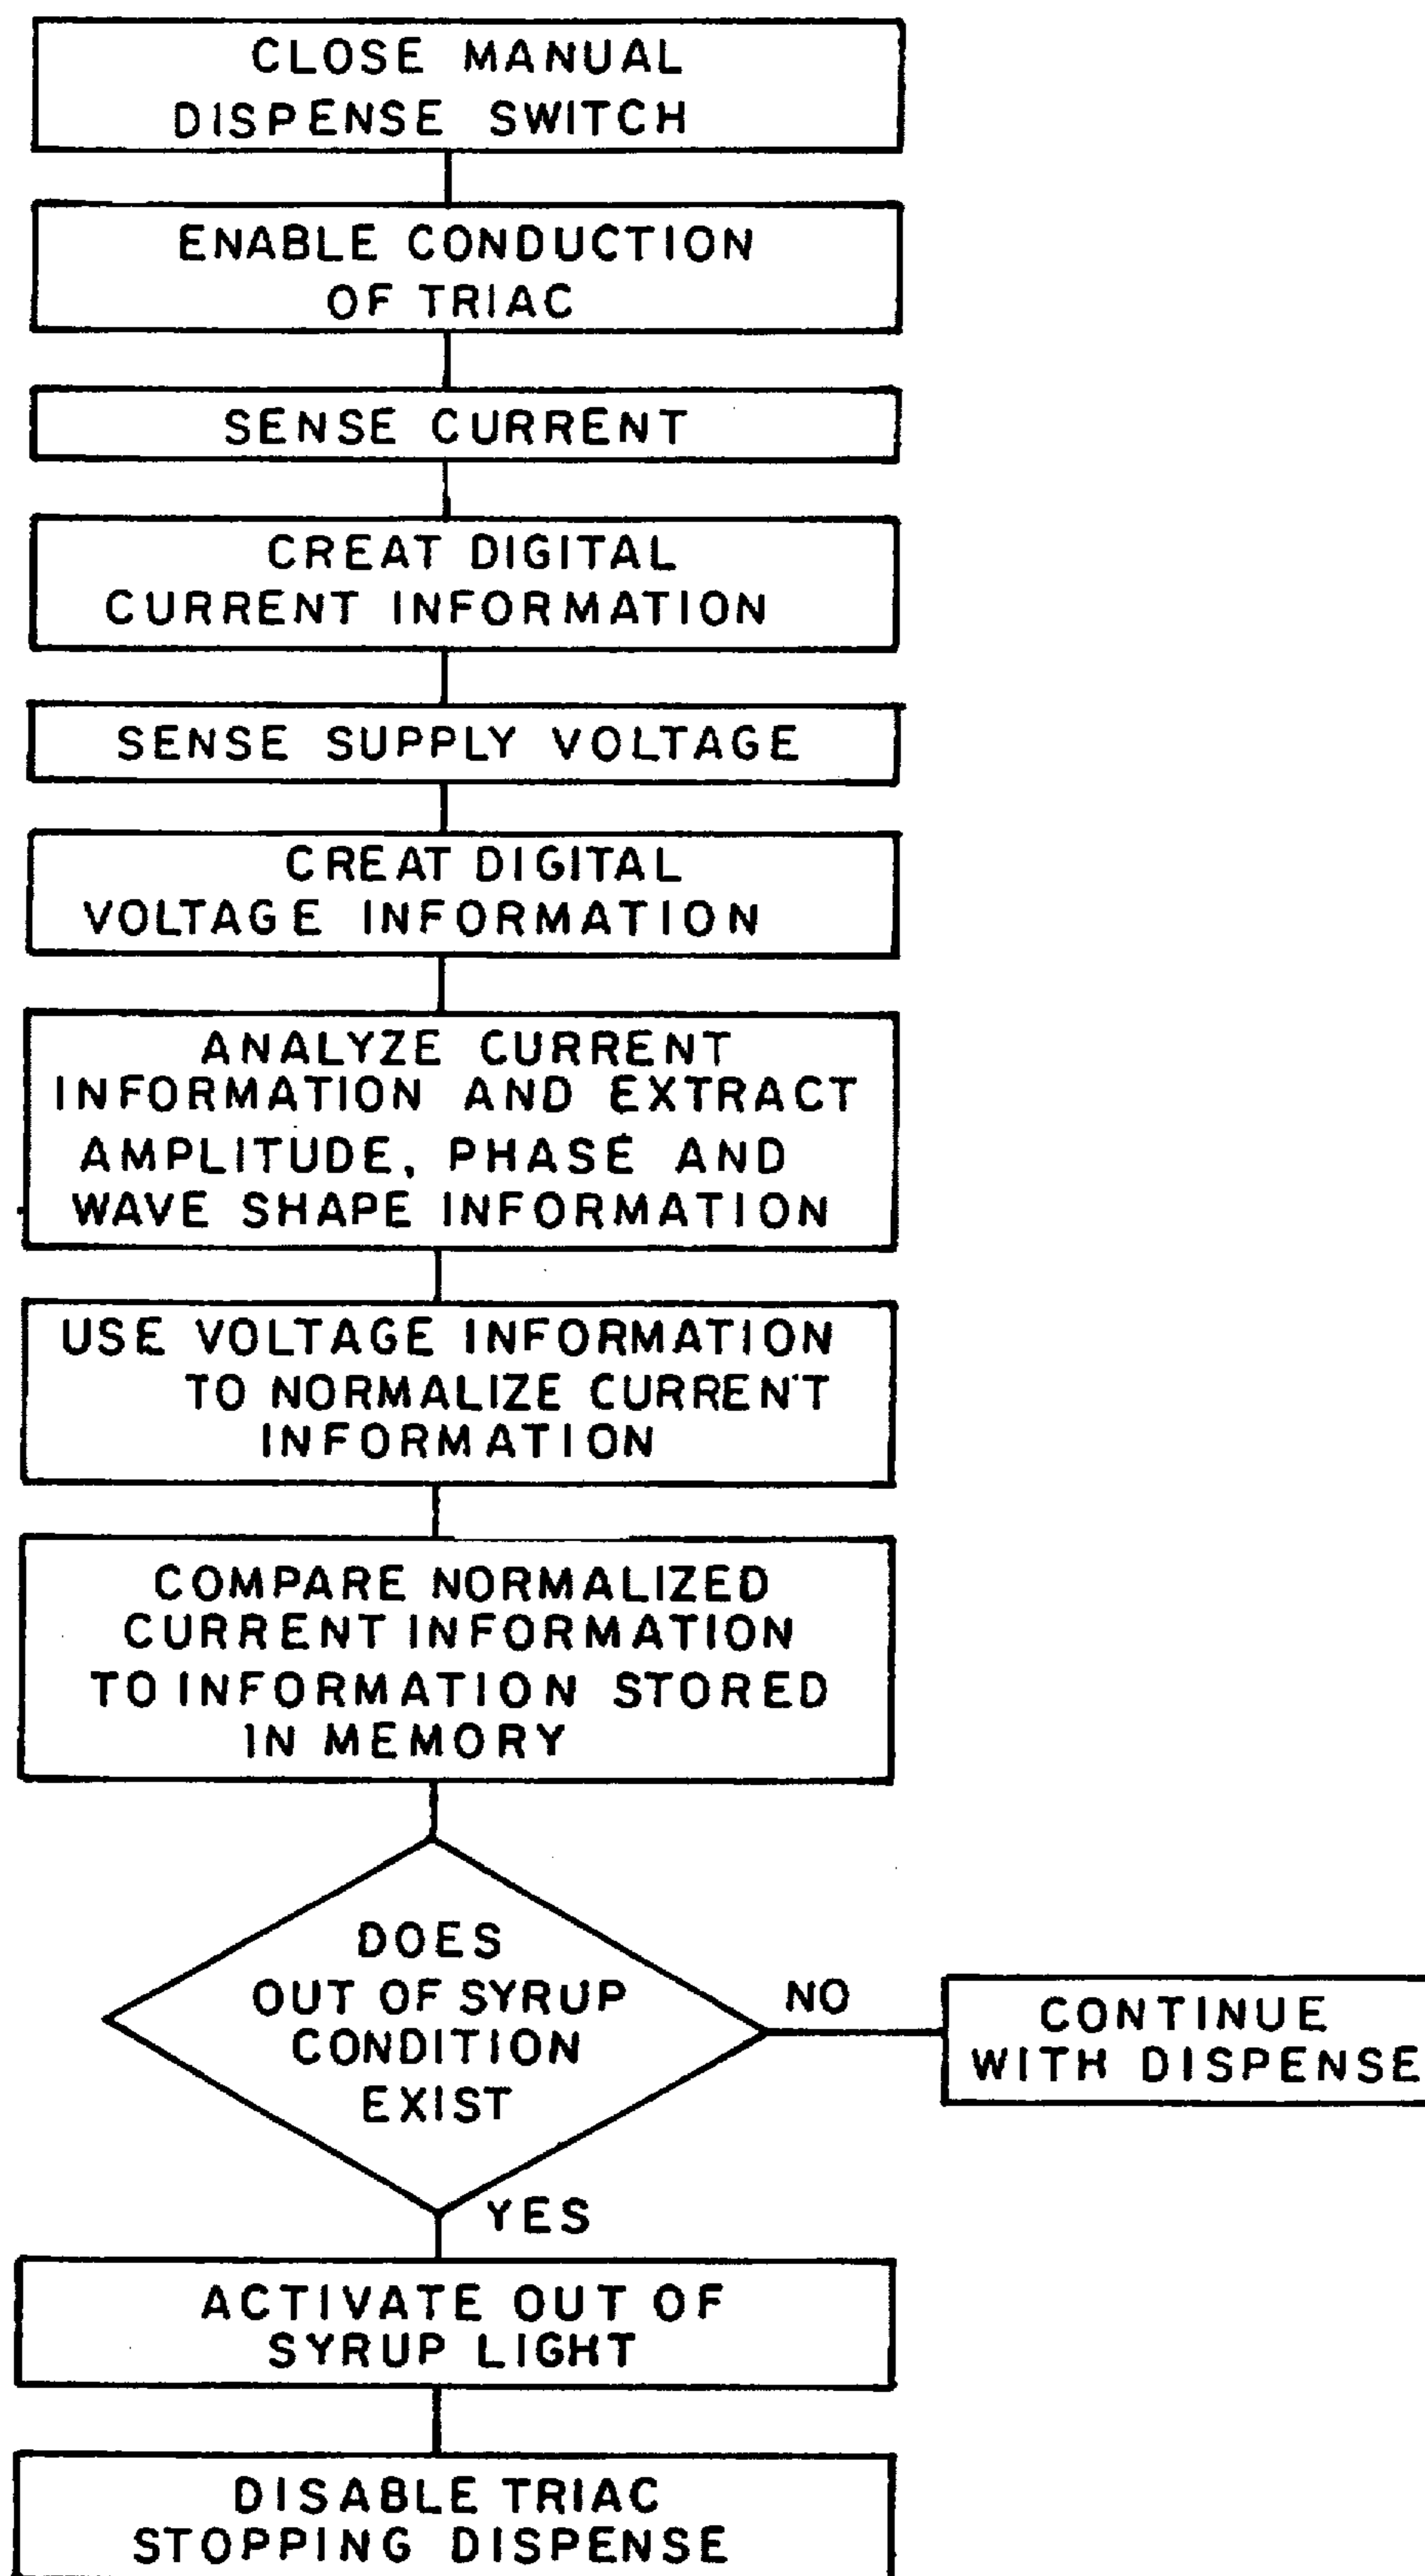 CLOSE MANUAL
DISPENSE SWITCH
ENABLE CONDUCTION
OF TRIAC
SENSE CURRENT
CREAT DIGITAL
CURRENT INFORMATION
SENSE SUPPLY VOLTAGE
CREAT DIGITAL
VOLTAGE INFORMATION
ANALYZE CURRENT
INFORMATION AND EXTRACT
AMPLITUDE, PHASE AND
WAVE SHAPE INFORMATION
USE VOLTAGE INFORMATION
TO NORMALIZE CURRENT
INFORMATION
COMPARE NORMALIZED
CURRENT INFORMATION
TO INFORMATION STORED
IN MEMORY
DOES
OUT OF SYRUP
CONDITION
EXIST
NO
CONTINUE
WITH DISPENSE
YES
ACTIVATE OUT OF
SYRUP LIGHT
DISABLE TRIAC
STOPPING DISPENSE